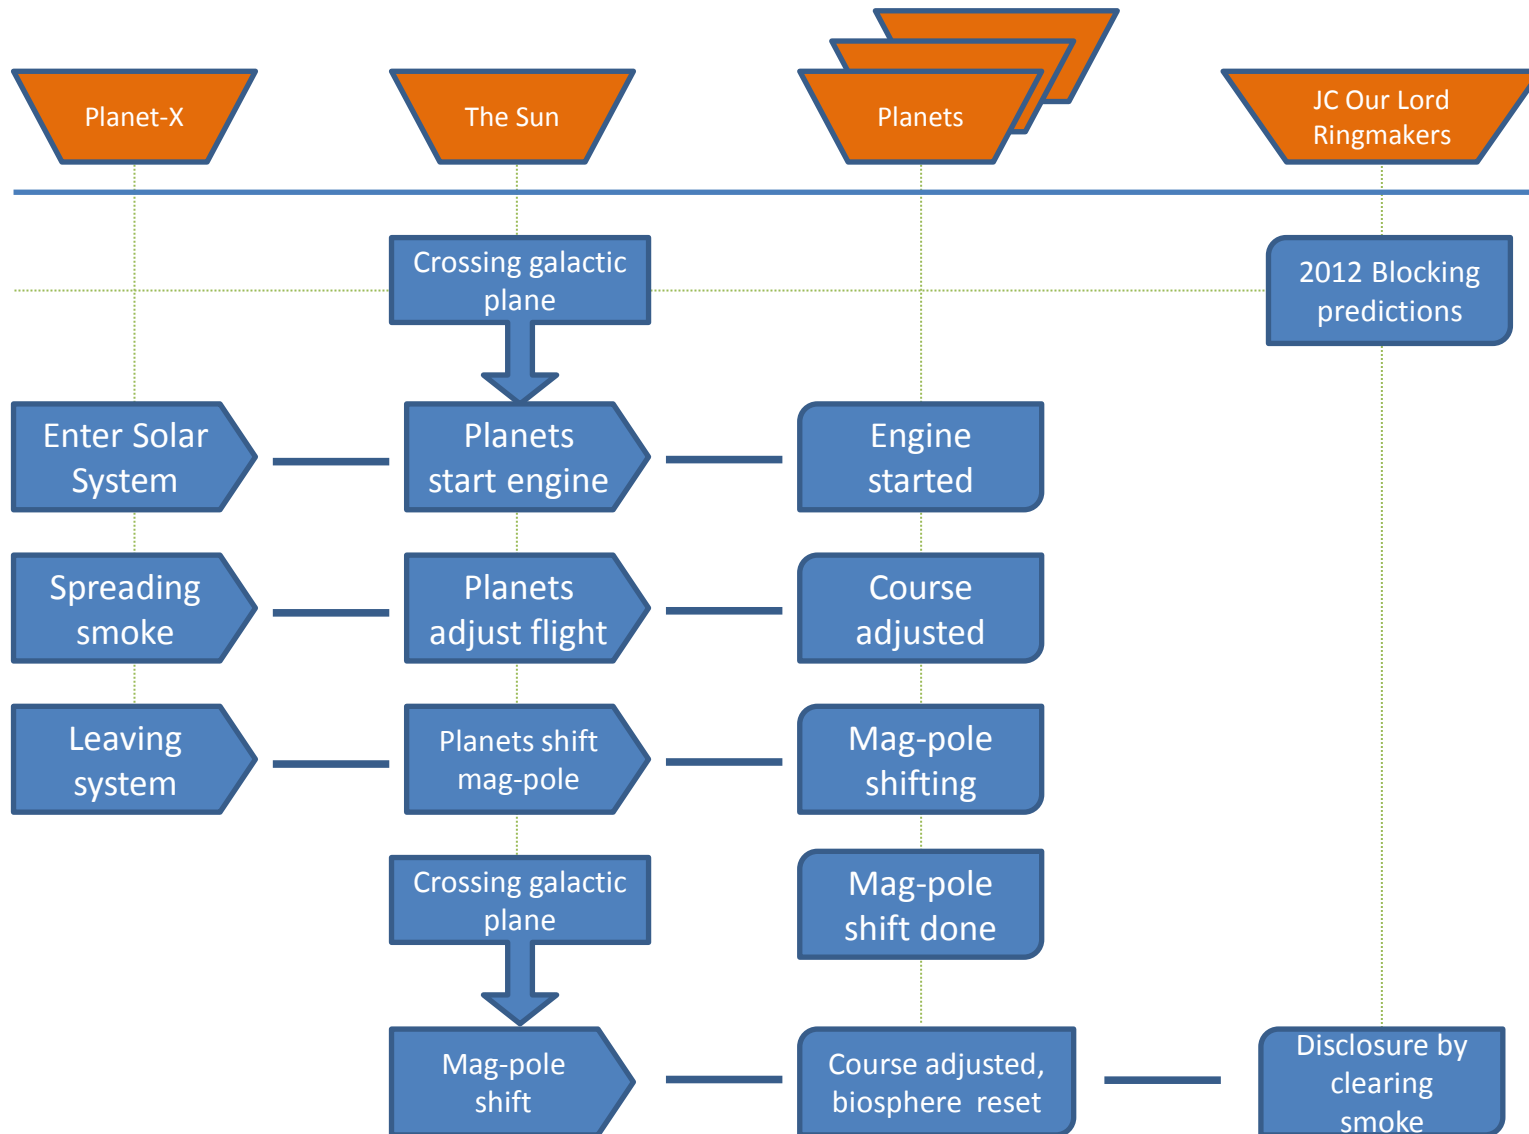 Planet-X
The Sun
Planets
JC Our Lord
Ringmakers
Crossing galactic
plane
2012 Blocking
predictions
Enter Solar
System
Planets
start engine
Engine
started
Spreading
smoke
Planets
adjust flight
Course
adjusted
Leaving
system
Planets shift
mag-pole
Mag-pole
shifting
Crossing galactic
plane
Mag-pole
shift done
Mag-pole
shift
Course adjusted,
biosphere reset
Disclosure by
clearing
smoke